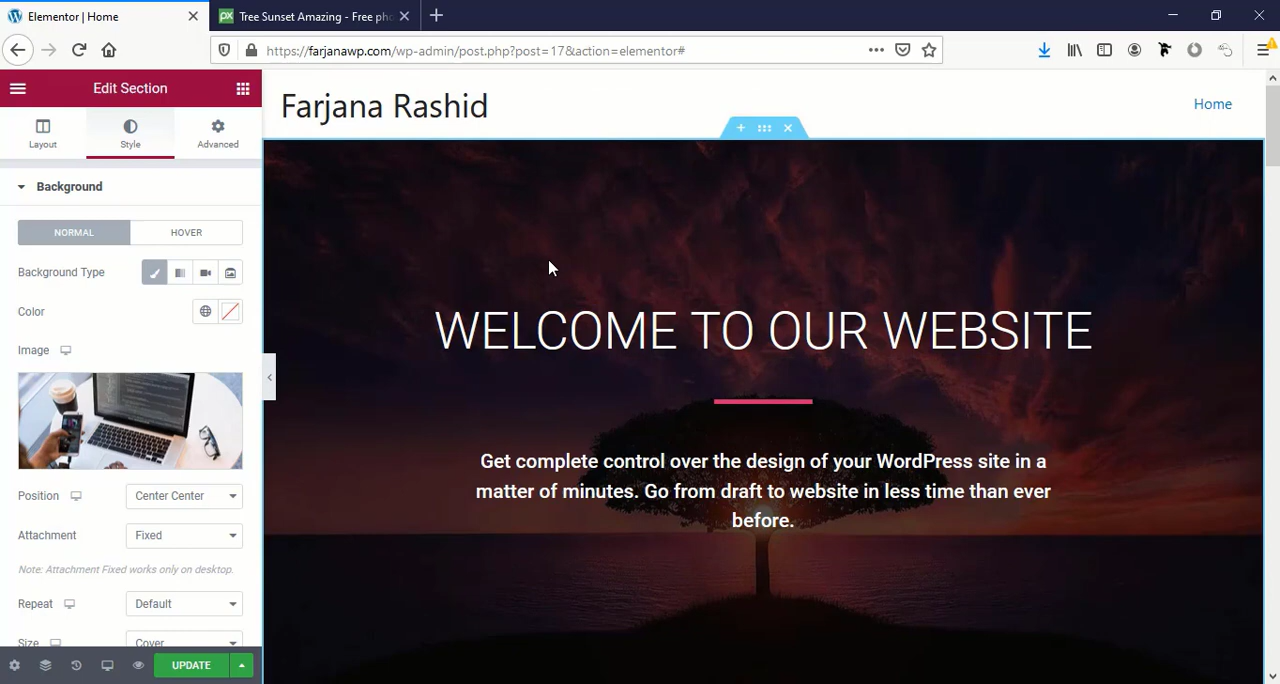 Elementor | Home
Tree Sunset Amazing - Free pho
https://farjanawp.com/wp-admin/post.php?post=17&action=elementor#
Edit Section
Layout
Style
Advanced
Background
NORMAL
HOVER
Background Type
Color
Image
Position
Center Center
Attachment
Fixed
Note: Attachment Fixed works only on desktop.
Repeat
Default
Size
Cover
UPDATE
Farjana Rashid
Home
WELCOME TO OUR WEBSITE
Get complete control over the design of your WordPress site in a
matter of minutes. Go from draft to website in less time than ever
before.